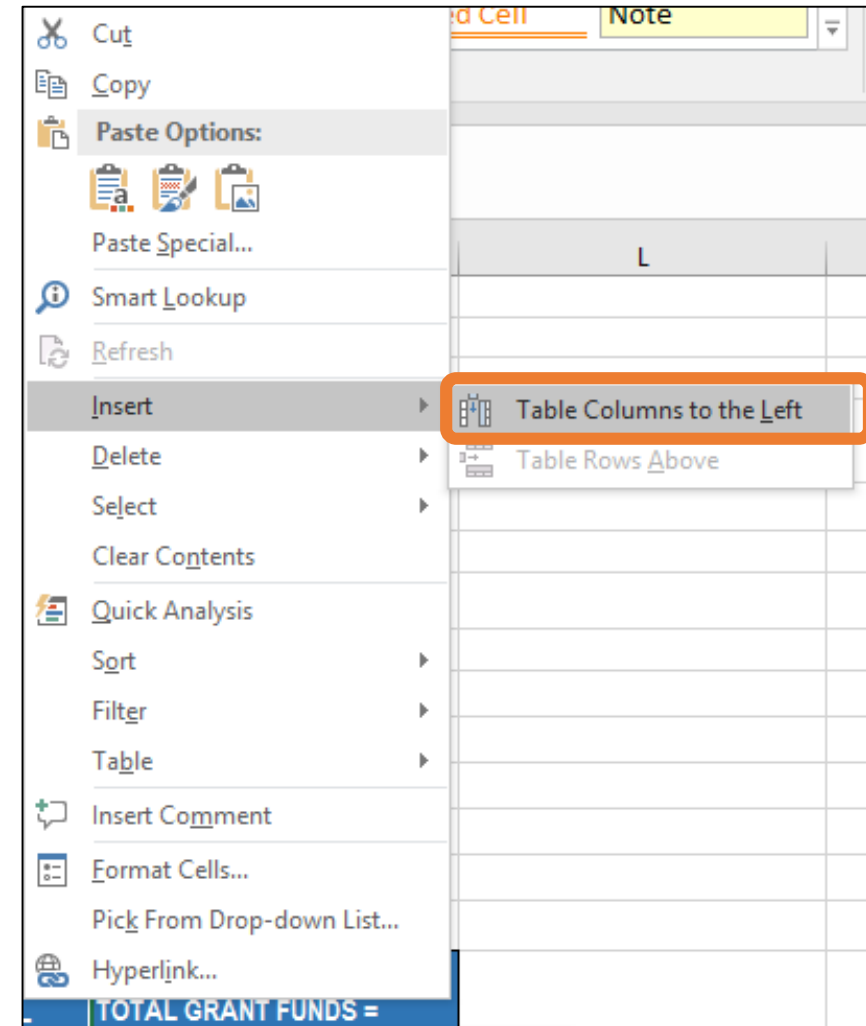 ed Cell Note
Cut
Copy
Paste Options:
Paste Special...
L
Smart Lookup
Refresh
Insert
Table Columns to the Left
Delete
Table Rows Above
Select
Clear Contents
Quick Analysis
Sort
Filter
Table
Insert Comment
Format Cells...
Pick From Drop-down List...
Hyperlink...
TOTAL GRANT FUNDS =